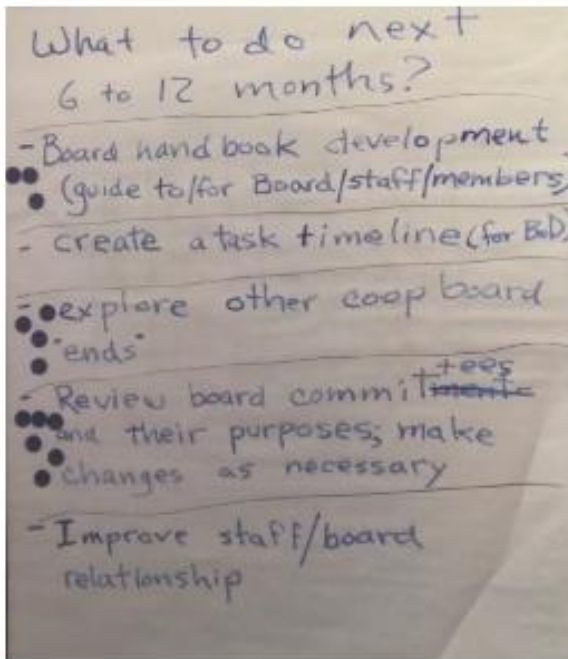 What to do next
6 to 12 months?
- Board handbook development
(guide to/for Board/staff/members)
- create a task timeline (for BoD)
- explore other coop board
"ends"
- Review board committees
and their purposes; make
changes as necessary
- Improve staff/board
relationship